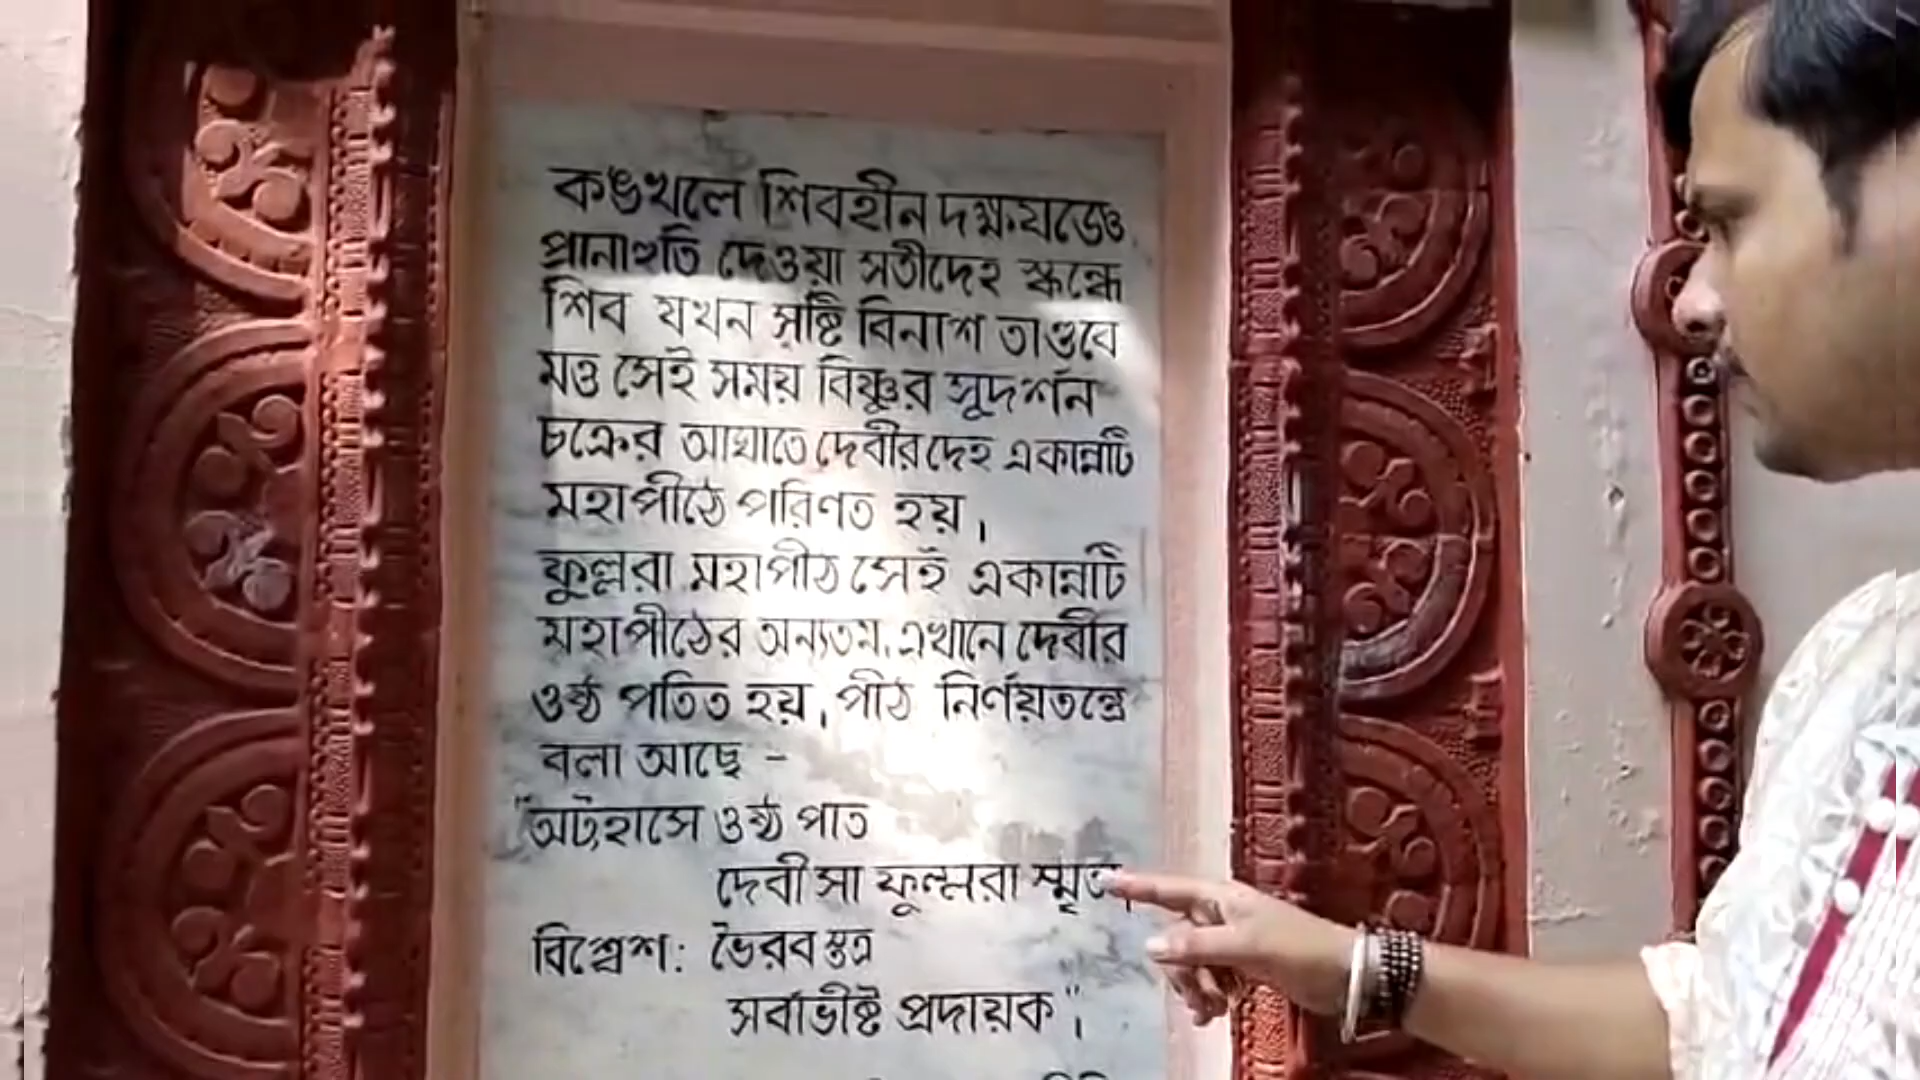 কঙখলে শিবহীন দক্ষযজ্ঞে
প্রানাহুতি দেওয়া সতীদেহ স্কন্ধে
শিব যখন সৃষ্টি বিনাশ তাণ্ডবে
মত্ত সেই সময় বিষ্ণুর সুদর্শন
চক্রের আঘাতে দেবীর দেহ একান্নটি
মহাপীঠে পরিণত হয়।
ফুল্লরা মহাপীঠ সেই একান্নটি
মহাপীঠের অন্যতম, এখানে দেবীর
ওষ্ঠ পতিত হয়। পীঠ নির্ণয়তন্ত্রে
বলা আছে -
"অট্টহাসে ওষ্ঠ পাত
দেবী সা ফুল্লরা স্মৃতা।
বিশ্বেশ: ভৈরব স্তত্র
সর্বাভীষ্ট প্রদায়ক"।